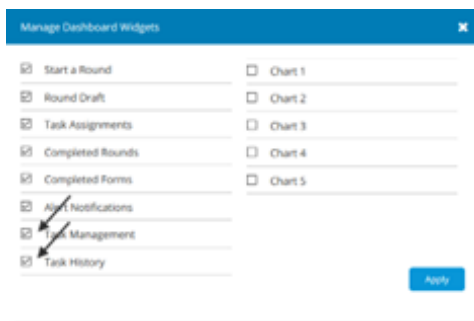 Manage Dashboard Widgets
Start a Round
Round Draft
Task Assignments
Completed Rounds
Completed Forms
Alert Notifications
Task Management
Task History
Chart 1
Chart 2
Chart 3
Chart 4
Chart 5
Apply